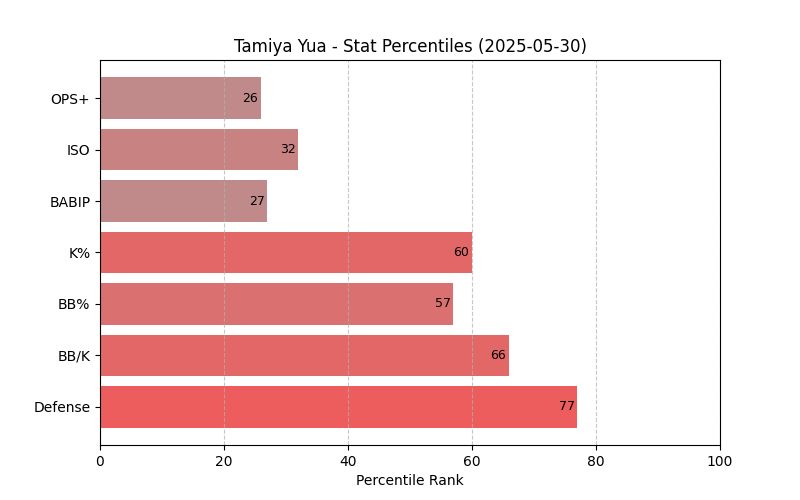 Tamiya Yua - Stat Percentiles (2025-05-30)
OPS+ 26
ISO 32
BABIP 27
K% 60
BB% 57
BB/K 66
Defense 77
0 20 40 60 80 100
Percentile Rank